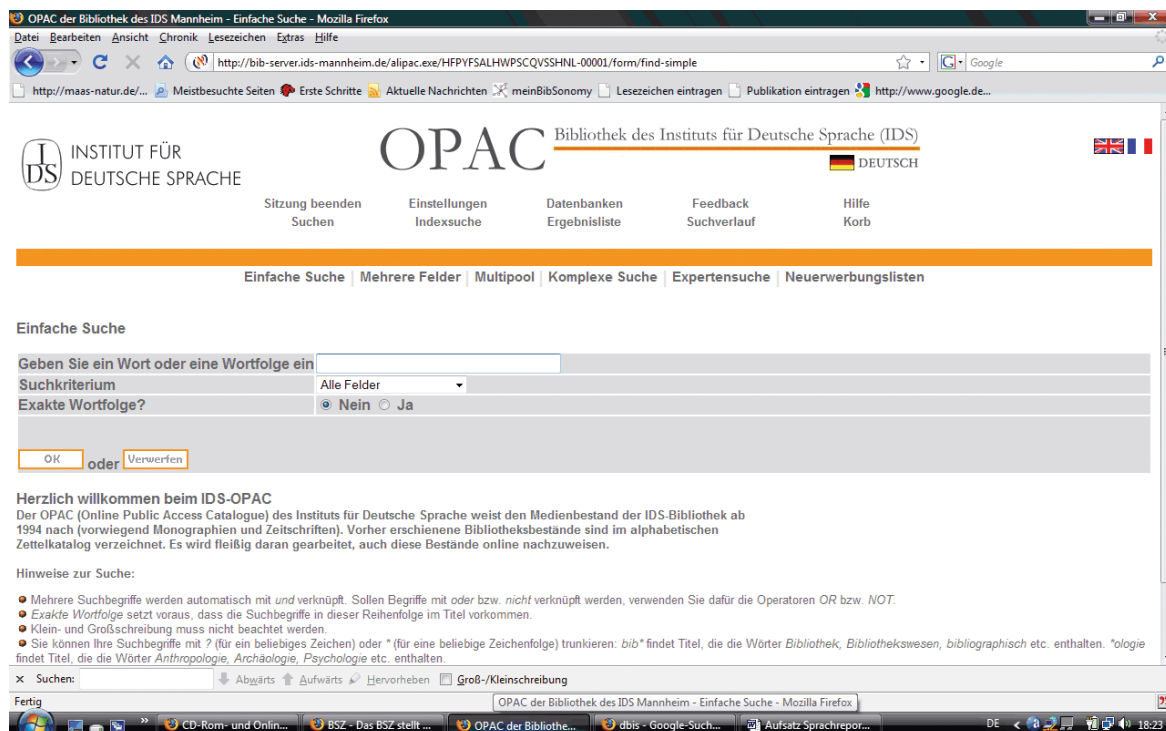 OPAC der Bibliothek des IDS Mannheim - Einfache Suche - Mozilla Firefox
Datei Bearbeiten Ansicht Chronik Lesezeichen Extras Hilfe
http://bib-server.ids-mannheim.de/alipac.exe/HFPYFSALHWPSCQVSSHNL-00001/form/find-simple
Google
http://maas-natur.de/... Meistbesuchte Seiten Erste Schritte Aktuelle Nachrichten meinBibSonomy Lesezeichen eintragen Publikation eintragen http://www.google.de...
I DS
INSTITUT FÜR
DEUTSCHE SPRACHE
OPAC
Bibliothek des Instituts für Deutsche Sprache (IDS)
DEUTSCH
Sitzung beenden Einstellungen Datenbanken Feedback Hilfe
Suchen Indexsuche Ergebnisliste Suchverlauf Korb
Einfache Suche | Mehrere Felder | Multipool | Komplexe Suche | Expertensuche | Neuerwerbungslisten
Einfache Suche
Geben Sie ein Wort oder eine Wortfolge ein
Suchkriterium Alle Felder
Exakte Wortfolge? Nein Ja
OK oder Verwerfen
Herzlich willkommen beim IDS-OPAC
Der OPAC (Online Public Access Catalogue) des Instituts für Deutsche Sprache weist den Medienbestand der IDS-Bibliothek ab
1994 nach (vorwiegend Monographien und Zeitschriften). Vorher erschienene Bibliotheksbestände sind im alphabetischen
Zettelkatalog verzeichnet. Es wird fleißig daran gearbeitet, auch diese Bestände online nachzuweisen.
Hinweise zur Suche:
Mehrere Suchbegriffe werden automatisch mit und verknüpft. Sollen Begriffe mit oder bzw. nicht verknüpft werden, verwenden Sie dafür die Operatoren OR bzw. NOT.
Exakte Wortfolge setzt voraus, dass die Suchbegriffe in dieser Reihenfolge im Titel vorkommen.
Klein- und Großschreibung muss nicht beachtet werden.
Sie können Ihre Suchbegriffe mit ? (für ein beliebiges Zeichen) oder * (für eine beliebige Zeichenfolge) trunkieren: bib* findet Titel, die die Wörter Bibliothek, Bibliothekswesen, bibliographisch etc. enthalten. *ologie
findet Titel, die die Wörter Anthropologie, Archäologie, Psychologie etc. enthalten.
Suchen: Abwärts Aufwärts Hervorheben Groß-/Kleinschreibung
Fertig
OPAC der Bibliothek des IDS Mannheim - Einfache Suche - Mozilla Firefox
CD-Rom- und Onlin... BSZ - Das BSZ stellt ... OPAC der Bibliothe... dbis - Google-Such... Aufsatz Sprachrepor... DE 18:23